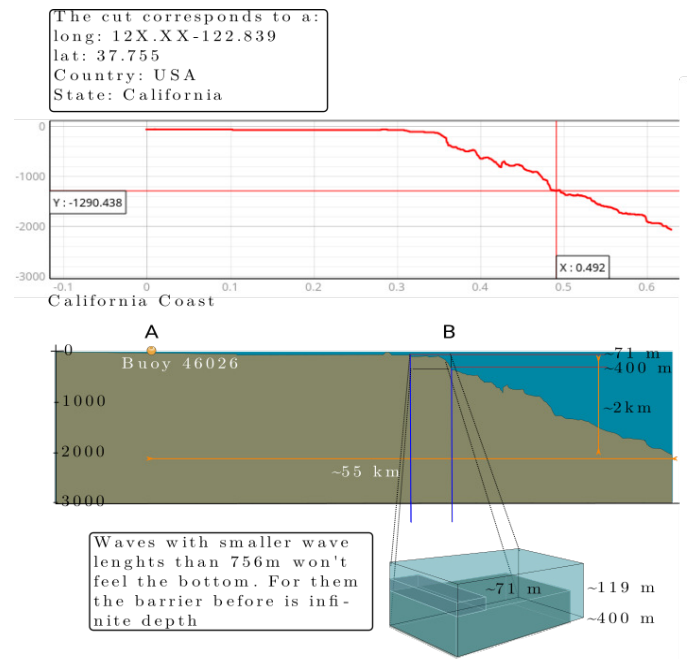 The cut corresponds to a:
long: 12X.XX-122.839
lat: 37.755
Country: USA
State: California
0
-1000
Y : -1290.438
-2000
X : 0.492
-3000
-0.1 0 0.1 0.2 0.3 0.4 0.5 0.6
California Coast
A B
0
~71 m
Buoy 46026
~400 m
-1000
~2km
-2000
~55 km
3000
Waves with smaller wave
lenghts than 756m won't
feel the bottom. For them
the barrier before is infi-
nite depth
~71 m
~119 m
~400 m